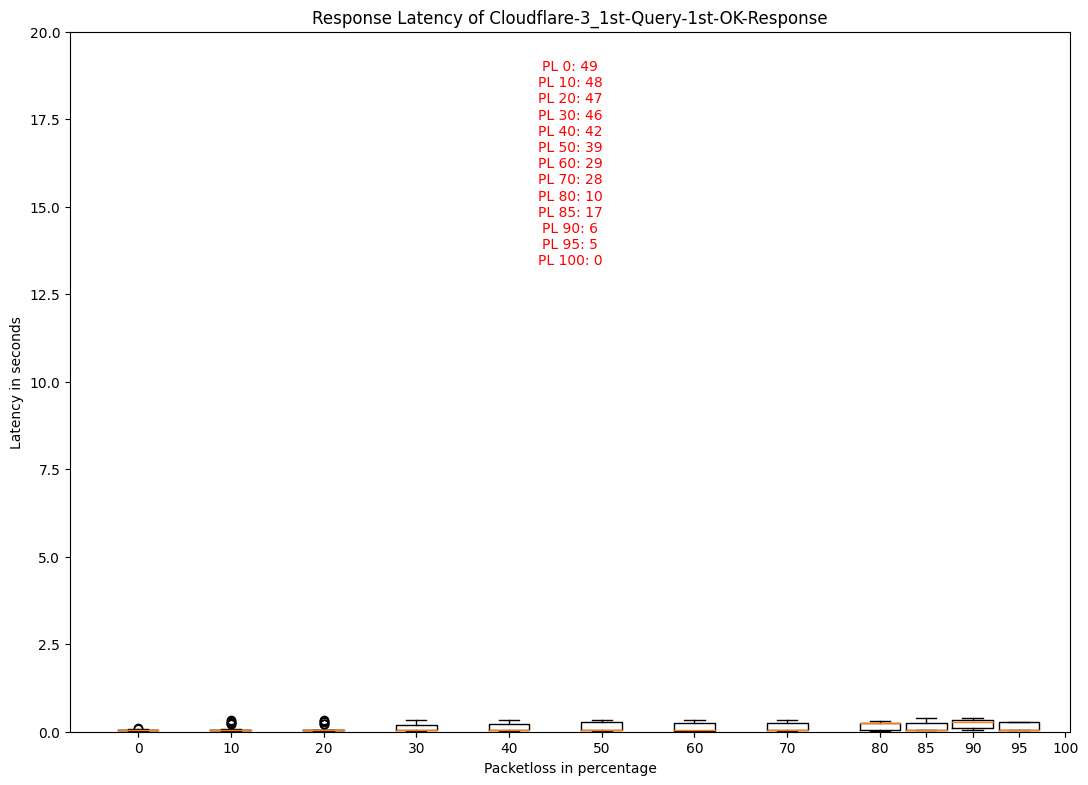 Response Latency of Cloudflare-3_1st-Query-1st-OK-Response
20.0
17.5
15.0
12.5
10.0
7.5
5.0
2.5
0.0
Latency in seconds
PL 0: 49
PL 10: 48
PL 20: 47
PL 30: 46
PL 40: 42
PL 50: 39
PL 60: 29
PL 70: 28
PL 80: 10
PL 85: 17
PL 90: 6
PL 95: 5
PL 100: 0
0 10 20 30 40 50 60 70 80 85 90 95 100
Packetloss in percentage